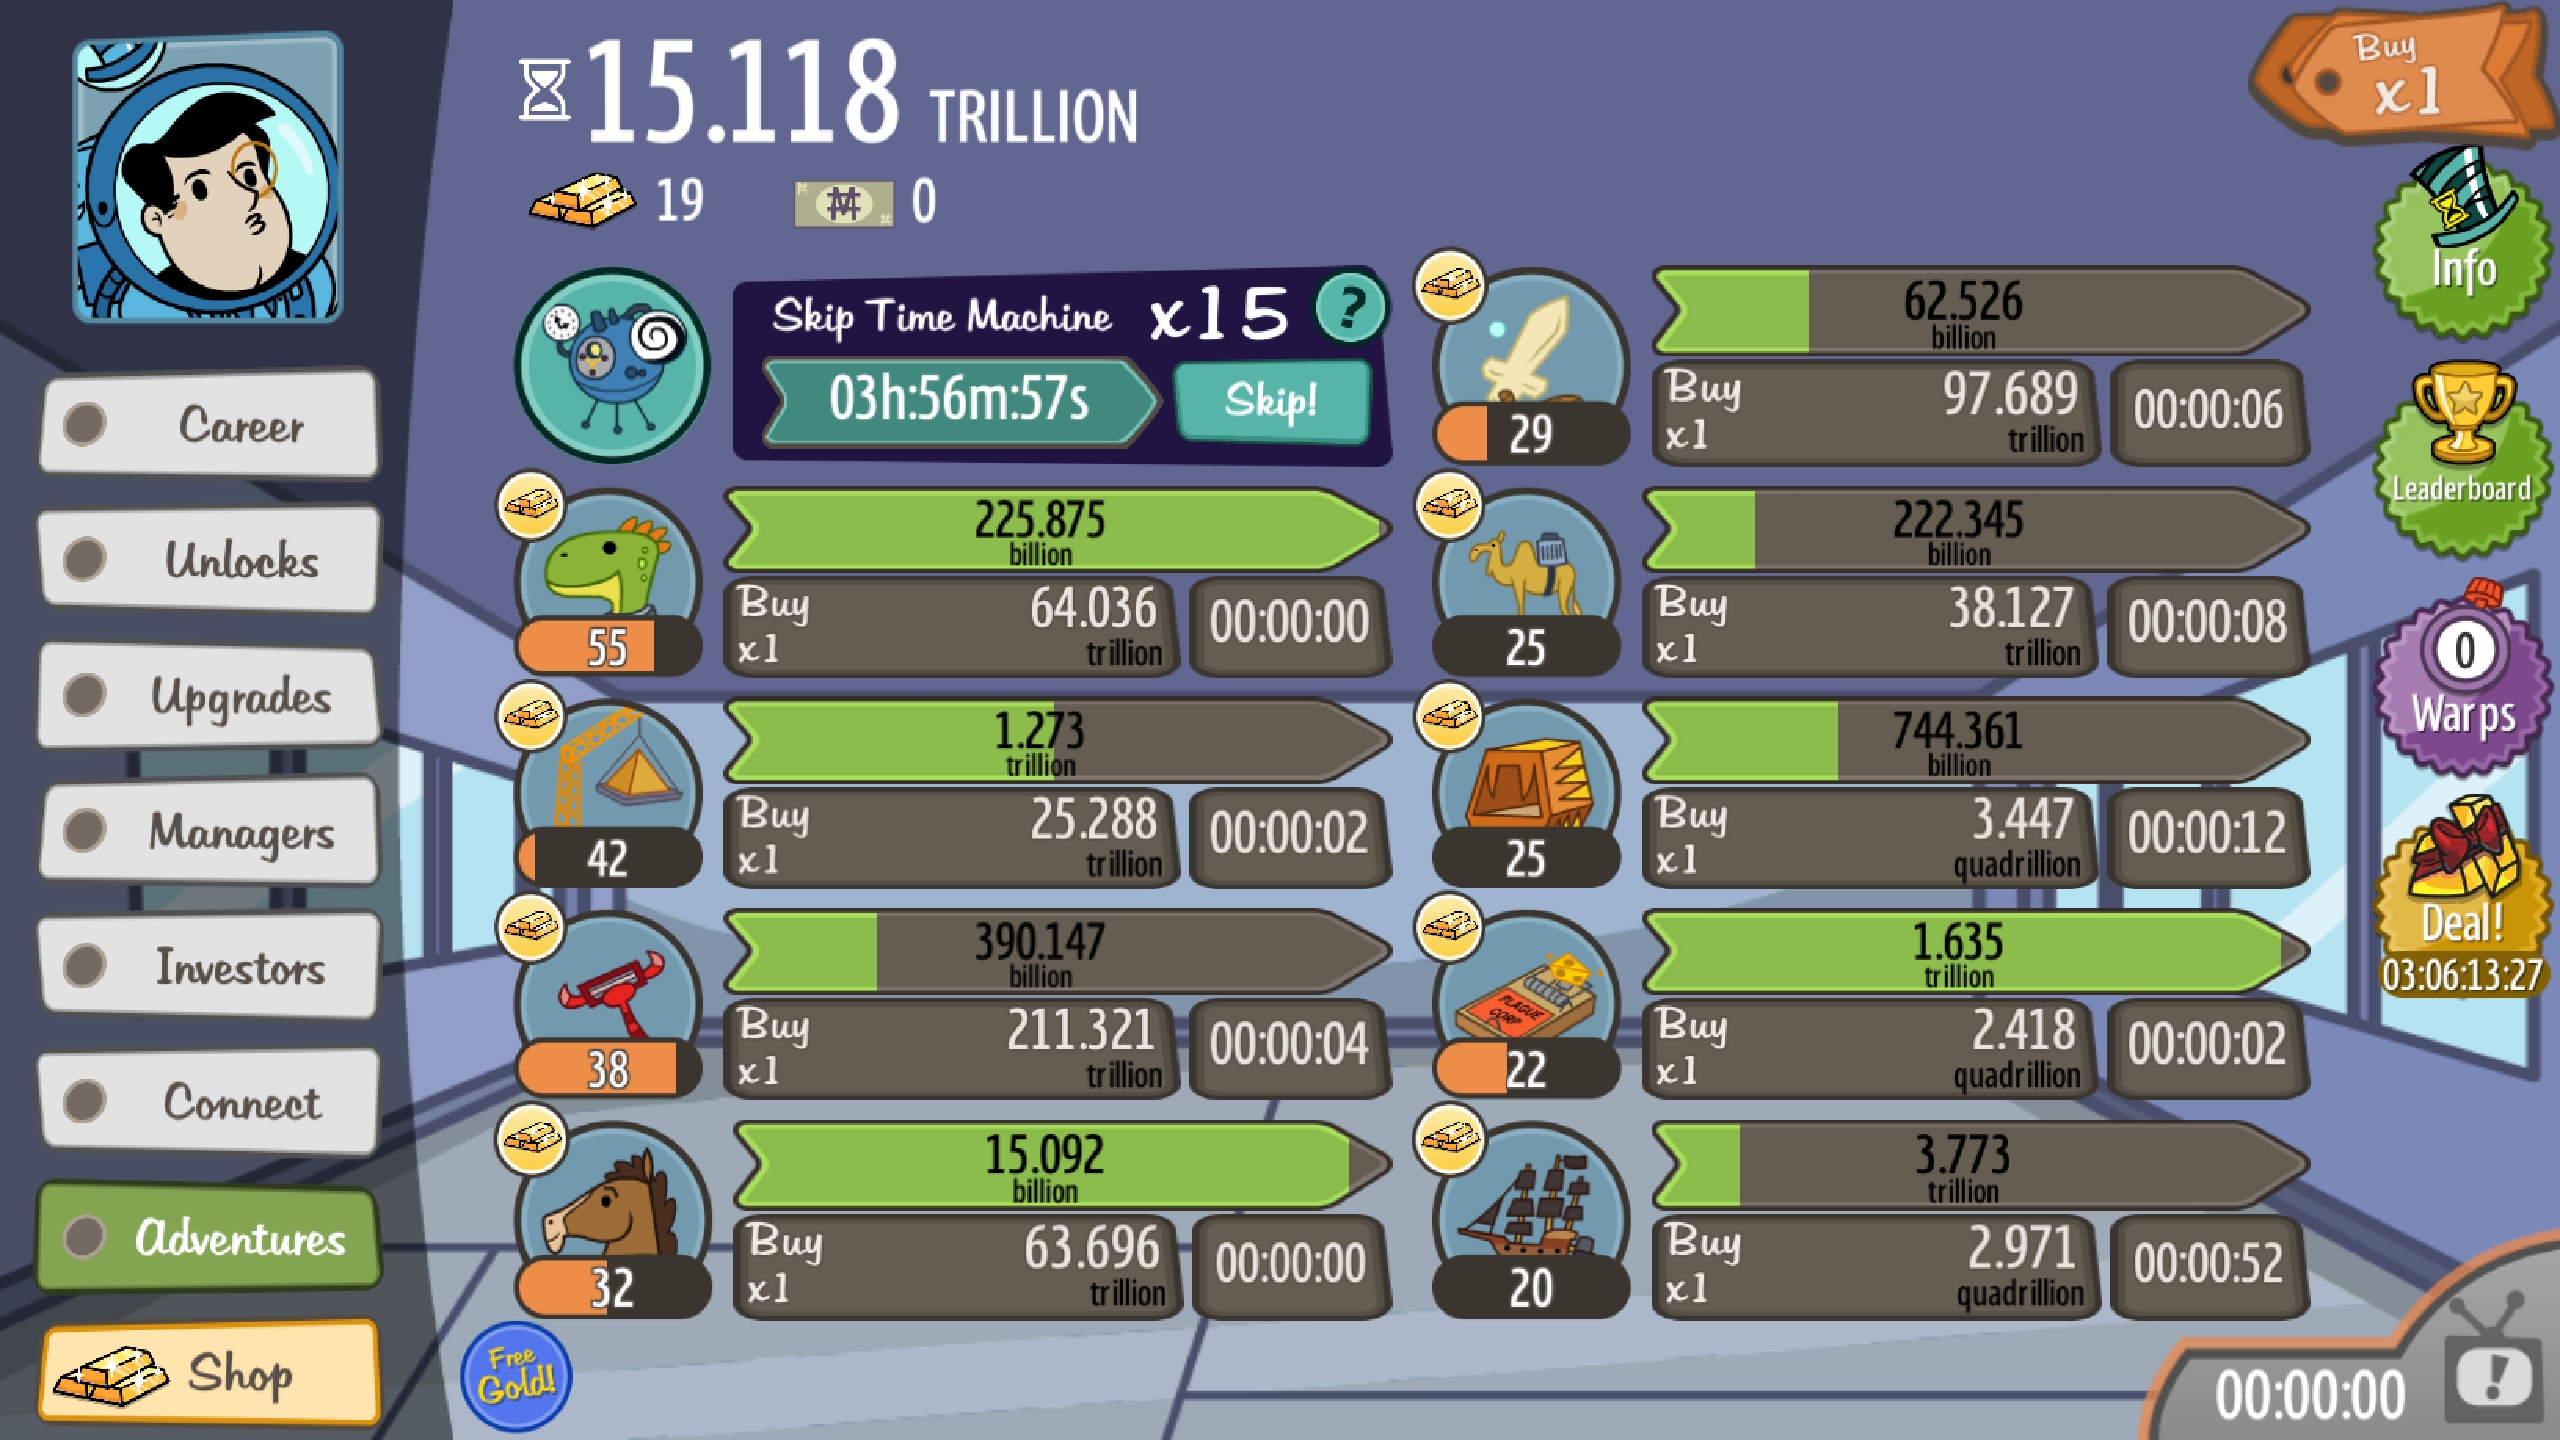 15.118 TRILLION
19
0
Buy
x1
Info
Leaderboard
0
Warps
Deal!
03:06:13:27
Career
Unlocks
Upgrades
Managers
Investors
Connect
Adventures
Shop
Skip Time Machine x15 ?
03h:56m:57s
Skip!
225.875
billion
55
Buy
x1
64.036
trillion
00:00:00
1.273
trillion
42
Buy
x1
25.288
trillion
00:00:02
390.147
billion
38
Buy
x1
211.321
trillion
00:00:04
15.092
billion
32
Buy
x1
63.696
trillion
00:00:00
62.526
billion
29
Buy
x1
97.689
trillion
00:00:06
222.345
billion
25
Buy
x1
38.127
trillion
00:00:08
744.361
billion
25
Buy
x1
3.447
quadrillion
00:00:12
1.635
trillion
PLAGUE
CORP
22
Buy
x1
2.418
quadrillion
00:00:02
3.773
trillion
20
Buy
x1
2.971
quadrillion
00:00:52
Free
Gold!
00:00:00
!